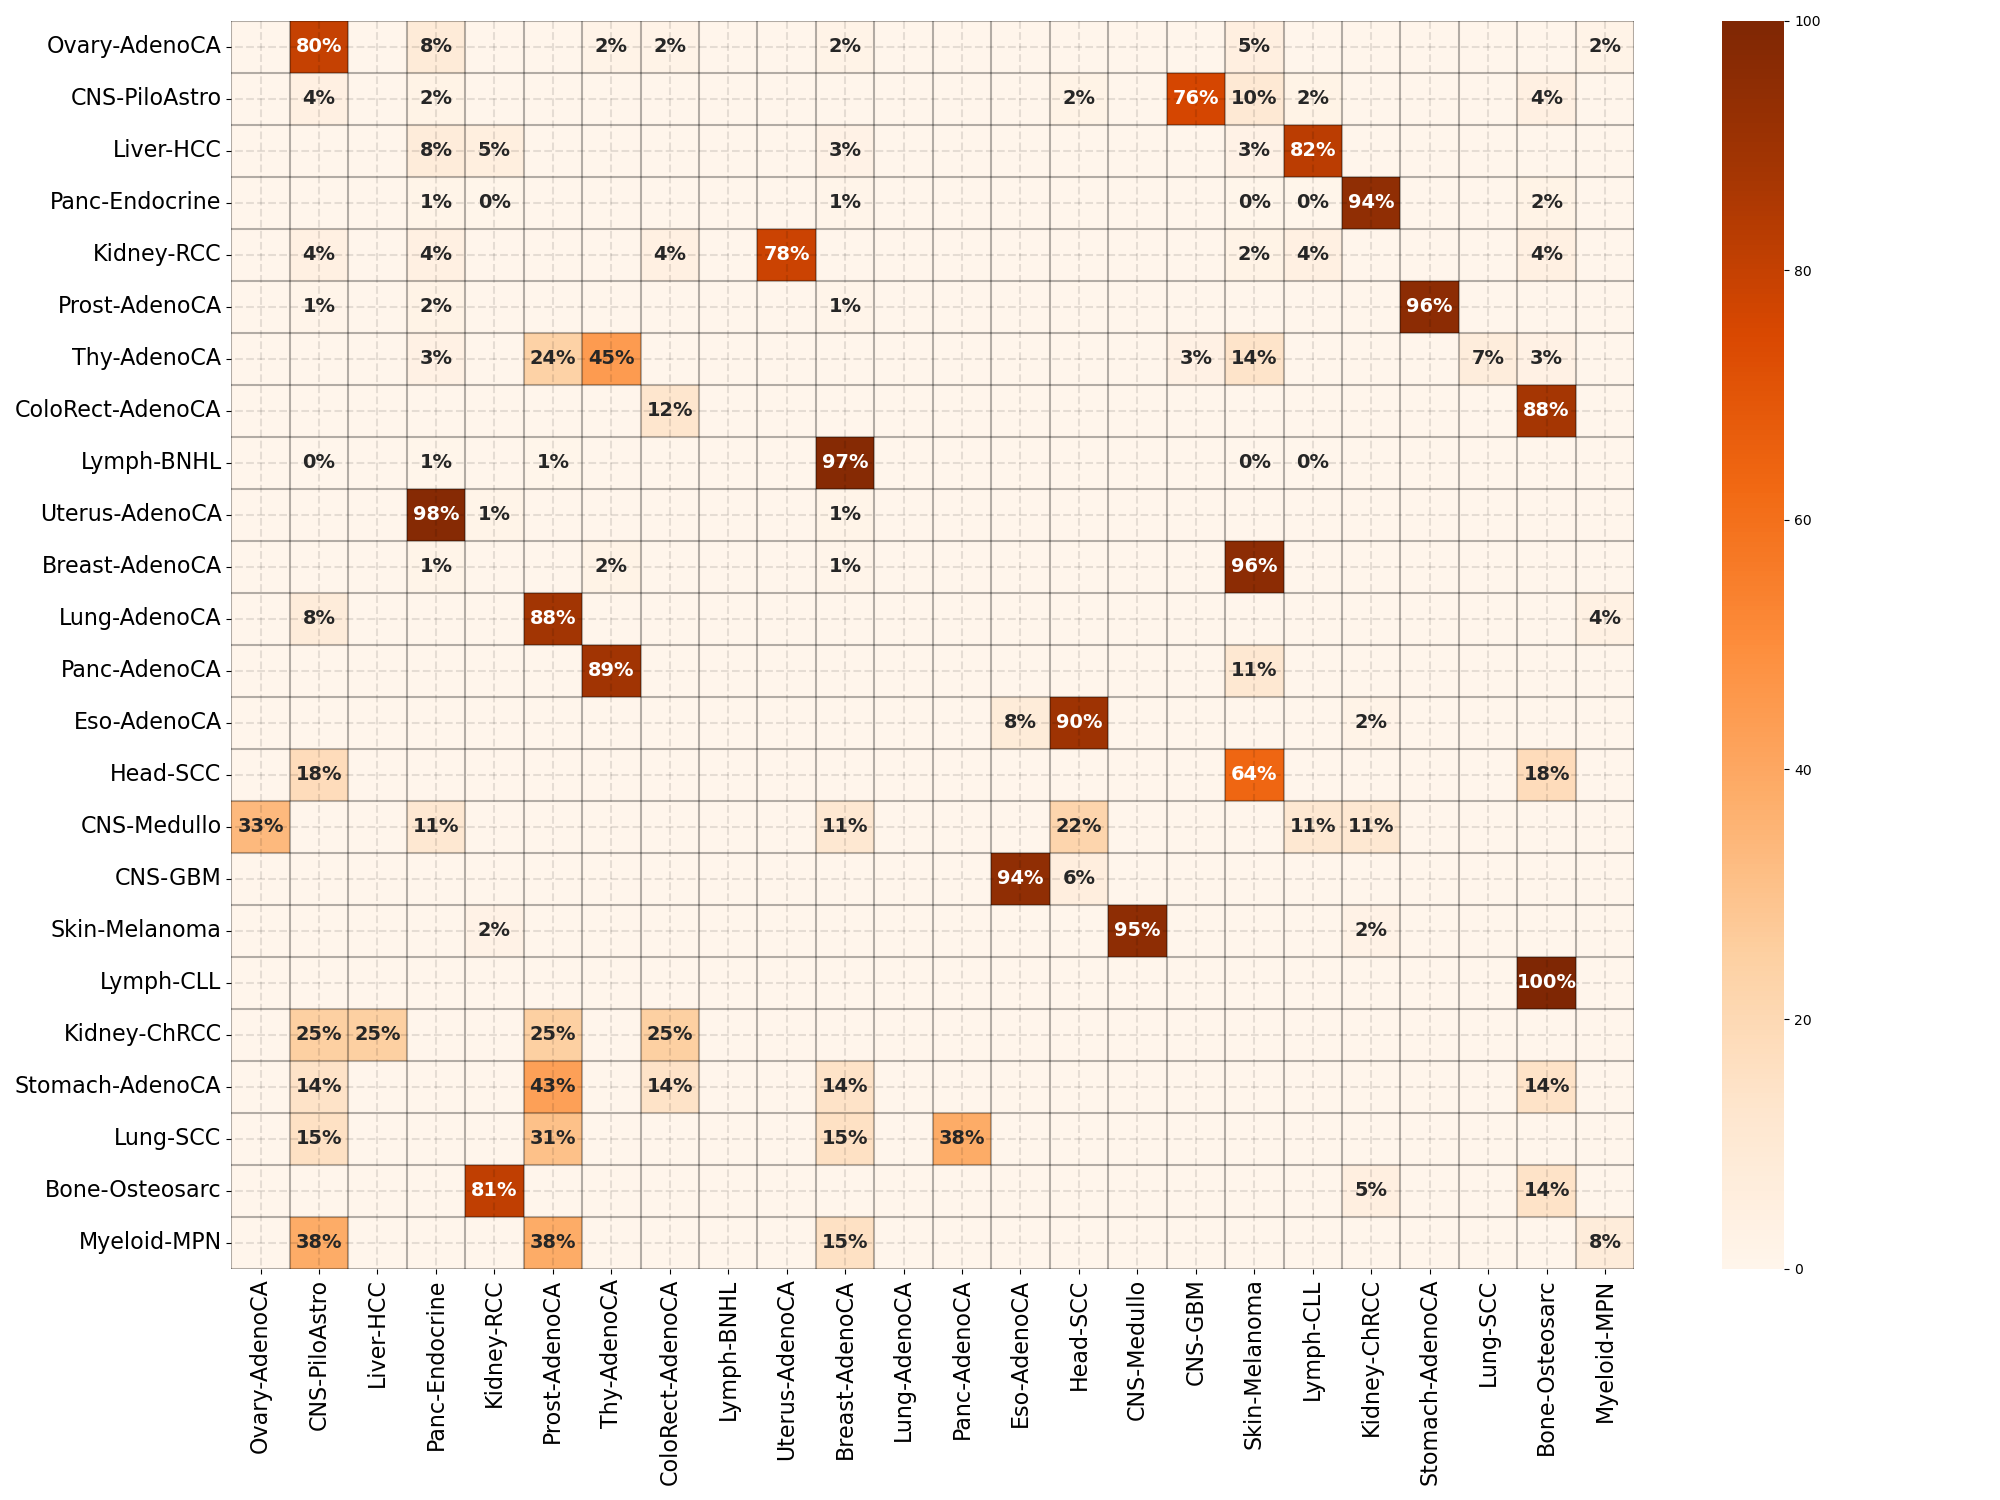 Ovary-AdenoCA 80% 8% 2% 2% 2% 5% 2%
CNS-PiloAstro 4% 2% 2% 76% 10% 2% 4%
Liver-HCC 8% 5% 3% 3% 82%
Panc-Endocrine 1% 0% 1% 0% 0% 94% 2%
Kidney-RCC 4% 4% 4% 78% 2% 4% 4%
Prost-AdenoCA 1% 2% 1% 96%
Thy-AdenoCA 3% 24% 45% 3% 14% 7% 3%
ColoRect-AdenoCA 12% 88%
Lymph-BNHL 0% 1% 1% 97% 0% 0%
Uterus-AdenoCA 98% 1% 1%
Breast-AdenoCA 1% 2% 1% 96%
Lung-AdenoCA 8% 88% 4%
Panc-AdenoCA 89% 11%
Eso-AdenoCA 8% 90% 2%
Head-SCC 18% 64% 18%
CNS-Medullo 33% 11% 11% 22% 11% 11%
CNS-GBM 94% 6%
Skin-Melanoma 2% 95% 2%
Lymph-CLL 100%
Kidney-ChRCC 25% 25% 25% 25%
Stomach-AdenoCA 14% 43% 14% 14% 14%
Lung-SCC 15% 31% 15% 38%
Bone-Osteosarc 81% 5% 14%
Myeloid-MPN 38% 38% 15% 8%
Ovary-AdenoCA
CNS-PiloAstro
Liver-HCC
Panc-Endocrine
Kidney-RCC
Prost-AdenoCA
Thy-AdenoCA
ColoRect-AdenoCA
Lymph-BNHL
Uterus-AdenoCA
Breast-AdenoCA
Lung-AdenoCA
Panc-AdenoCA
Eso-AdenoCA
Head-SCC
CNS-Medullo
CNS-GBM
Skin-Melanoma
Lymph-CLL
Kidney-ChRCC
Stomach-AdenoCA
Lung-SCC
Bone-Osteosarc
Myeloid-MPN
100
80
60
40
20
0